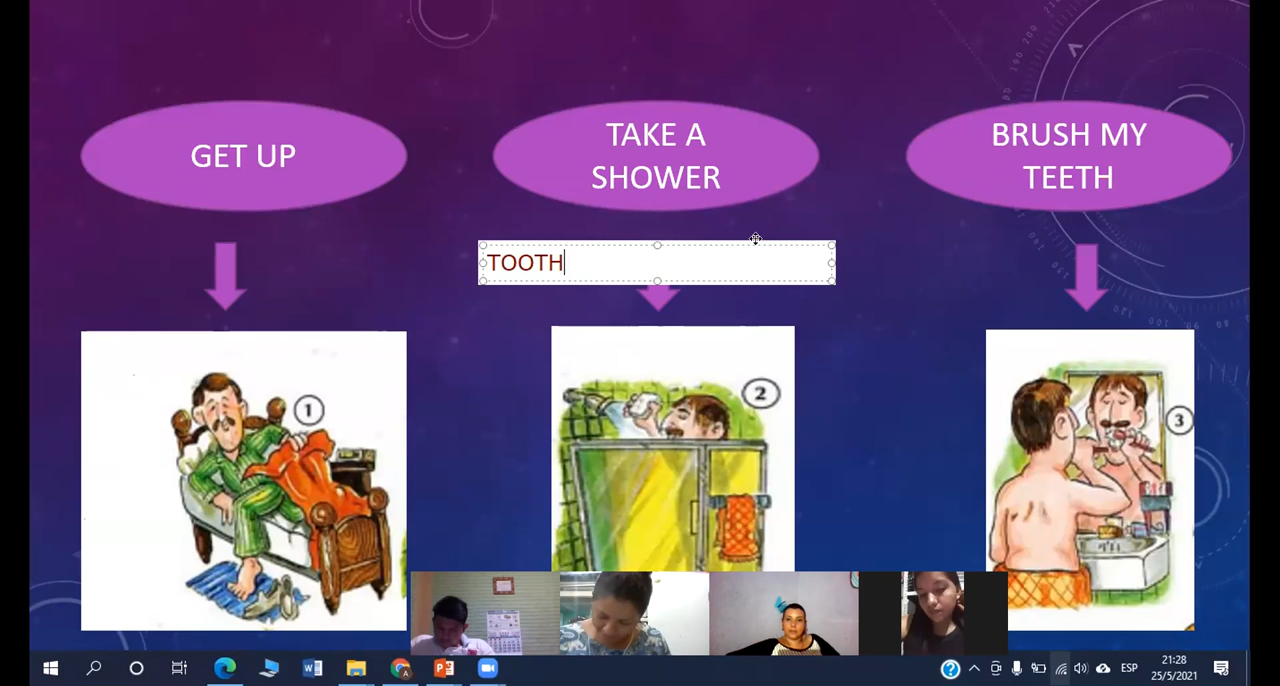 GET UP
TAKE A
SHOWER
BRUSH MY
TEETH
TOOTH
1
2
3
ESP
21:28
25/5/2021